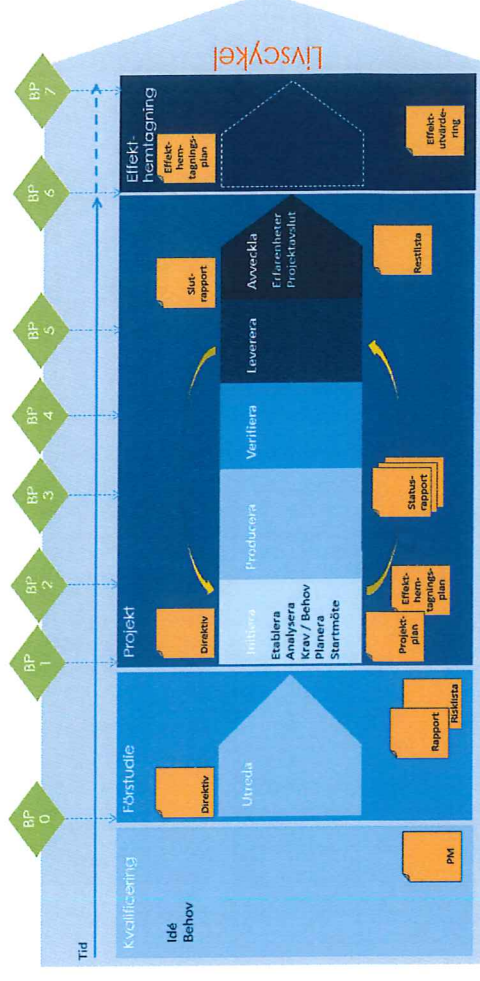 BP
0
BP
1
BP
2
BP
3
BP
4
BP
5
BP
6
BP
7
Tid
Livscykel
Kvalificering
Idé
Behov
PM
Förstudie
Direktiv
Utreda
Rapport
Risklista
Projekt
Direktiv
Initiera
Etablera
Analysera
Krav / Behov
Planera
Startmöte
Projekt-
plan
Effekt-
hem-
tagnings-
plan
Producera
Status-
rapport
Verifiera
Leverera
Slut-
rapport
Avveckla
Erfarenheter
Projektavslut
Restlista
Effekt-
hemtagning
Effekt-
hem-
tagnings-
plan
Effekt-
utvärde-
ring